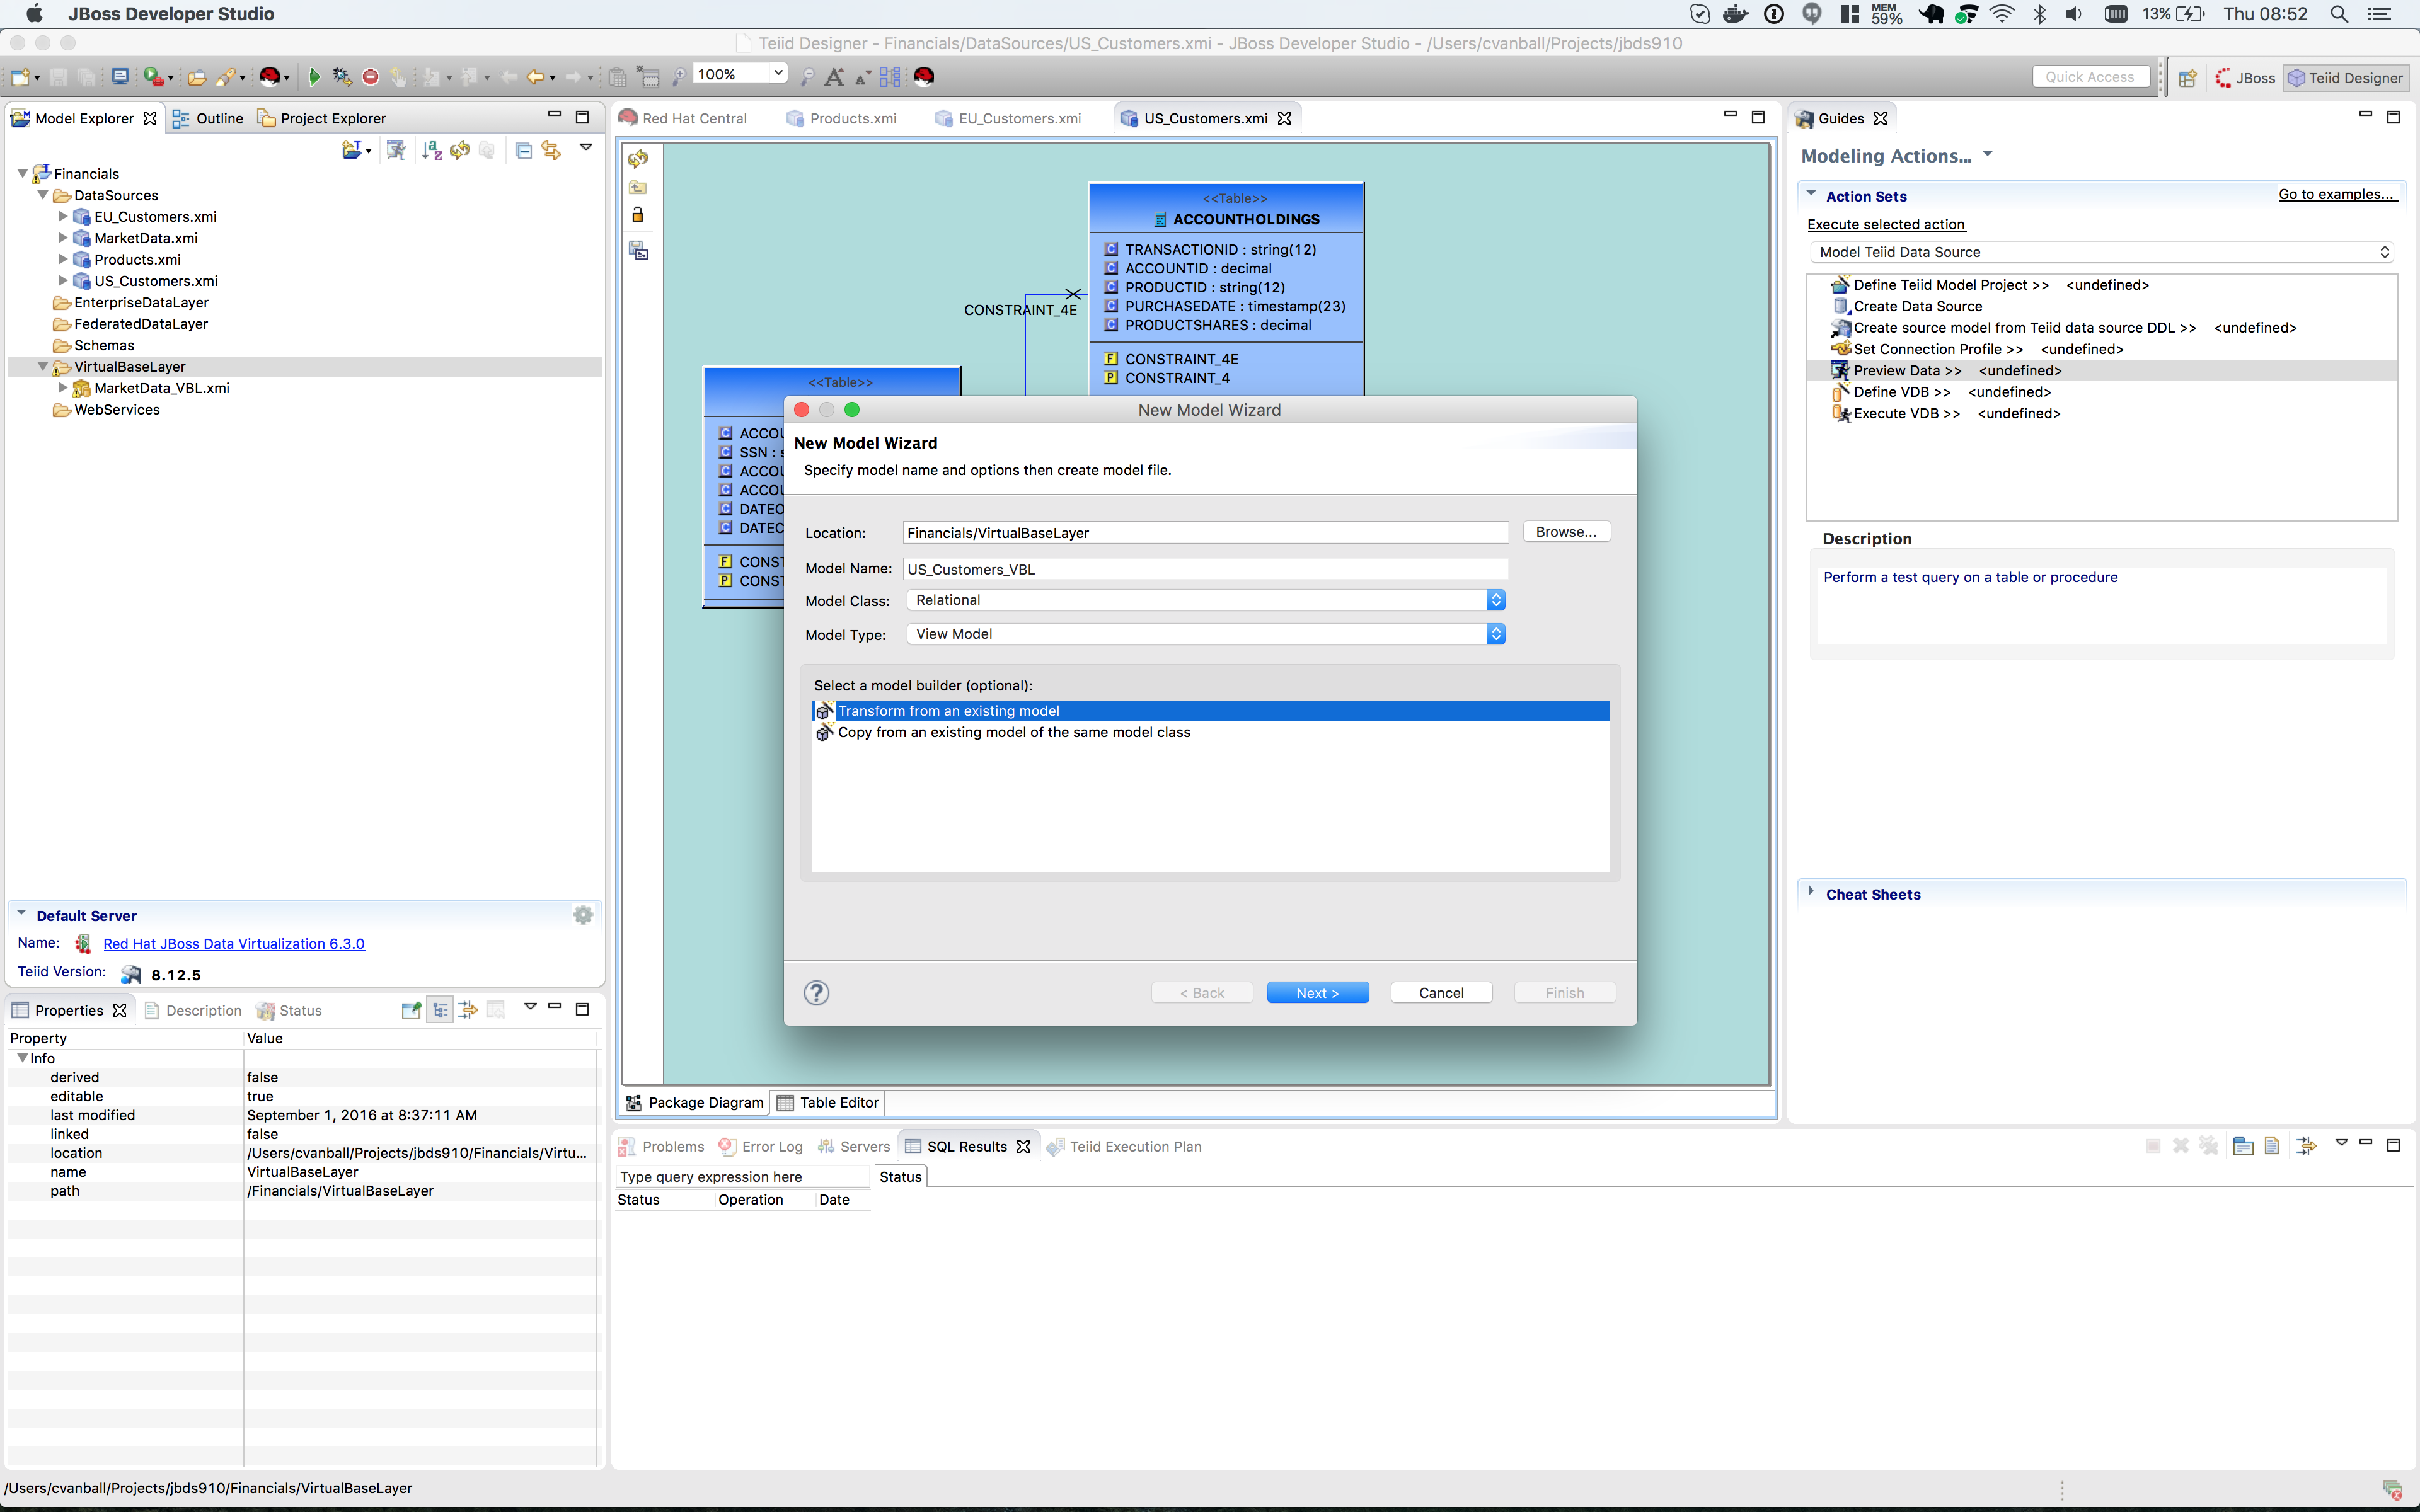 JBoss Developer Studio
MEM 59%
13%
Thu 08:52
Teiid Designer - Financials/DataSources/US_Customers.xmi - JBoss Developer Studio - /Users/cvanball/Projects/jbds910
100%
Quick Access
JBoss
Teiid Designer
Model Explorer
Outline
Project Explorer
Financials
DataSources
EU_Customers.xmi
MarketData.xmi
Products.xmi
US_Customers.xmi
EnterpriseDataLayer
FederatedDataLayer
Schemas
VirtualBaseLayer
MarketData_VBL.xmi
WebServices
Default Server
Name: Red Hat JBoss Data Virtualization 6.3.0
Teiid Version: 8.12.5
Properties
Description
Status
Property Value
Info
derived false
editable true
last modified September 1, 2016 at 8:37:11 AM
linked false
location /Users/cvanball/Projects/jbds910/Financials/Virtu...
name VirtualBaseLayer
path /Financials/VirtualBaseLayer
Red Hat Central
Products.xmi
EU_Customers.xmi
US_Customers.xmi
<<Table>>
ACCOUNTHOLDINGS
TRANSACTIONID : string(12)
ACCOUNTID : decimal
PRODUCTID : string(12)
PURCHASEDATE : timestamp(23)
PRODUCTSHARES : decimal
CONSTRAINT_4E
CONSTRAINT_4
CONSTRAINT_4E
<<Table>>
ACCOU
SSN : s
ACCOU
ACCOU
DATEO
DATEC
CONST
CONST
New Model Wizard
New Model Wizard
Specify model name and options then create model file.
Location: Financials/VirtualBaseLayer Browse...
Model Name: US_Customers_VBL
Model Class: Relational
Model Type: View Model
Select a model builder (optional):
Transform from an existing model
Copy from an existing model of the same model class
< Back
Next >
Cancel
Finish
Package Diagram
Table Editor
Problems
Error Log
Servers
SQL Results
Teiid Execution Plan
Type query expression here
Status
Status Operation Date
Guides
Modeling Actions...
Action Sets
Go to examples...
Execute selected action
Model Teiid Data Source
Define Teiid Model Project >> <undefined>
Create Data Source
Create source model from Teiid data source DDL >> <undefined>
Set Connection Profile >> <undefined>
Preview Data >> <undefined>
Define VDB >> <undefined>
Execute VDB >> <undefined>
Description
Perform a test query on a table or procedure
Cheat Sheets
/Users/cvanball/Projects/jbds910/Financials/VirtualBaseLayer